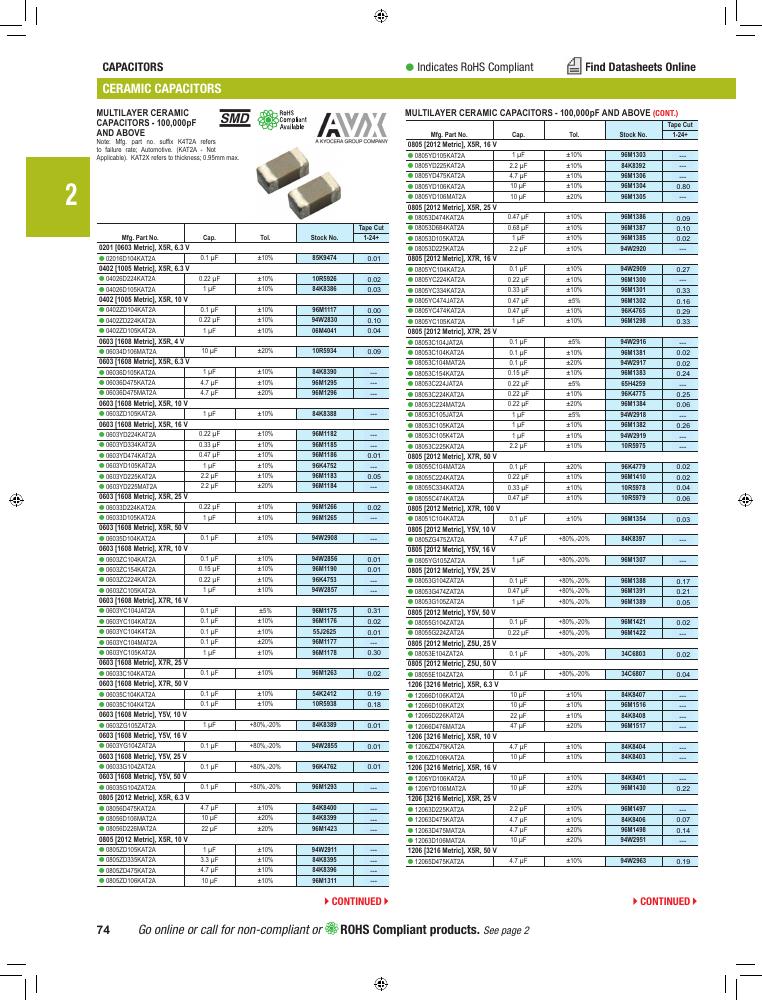 CAPACITORS
Indicates RoHS Compliant
Find Datasheets Online
CERAMIC CAPACITORS
2
MULTILAYER CERAMIC
CAPACITORS - 100,000pF
AND ABOVE
SMD
RoHS
Compliant
Available
AVX
A KYOCERA GROUP COMPANY
Note: Mfg. part no. suffix K4T2A refers
to failure rate; Automotive. (KAT2A - Not
Applicable). KAT2X refers to thickness; 0.95mm max.
Tape Cut
Mfg. Part No. Cap. Tol. Stock No. 1-24+
0201 [0603 Metric], X5R, 6.3 V
02016D104KAT2A 0.1 µF ±10% 85K9474 0.01
0402 [1005 Metric], X5R, 6.3 V
04026D224KAT2A 0.22 µF ±10% 10R5926 0.02
04026D105KAT2A 1 µF ±10% 84K8386 0.03
0402 [1005 Metric], X5R, 10 V
0402ZD104KAT2A 0.1 µF ±10% 96M1117 0.00
0402ZD224KAT2A 0.22 µF ±10% 94W2830 0.10
0402ZD105KAT2A 1 µF ±10% 06M4041 0.04
0603 [1608 Metric], X5R, 4 V
06034D106MAT2A 10 µF ±20% 10R5934 0.09
0603 [1608 Metric], X5R, 6.3 V
06036D105KAT2A 1 µF ±10% 84K8390 ---
06036D475KAT2A 4.7 µF ±10% 96M1295 ---
06036D475MAT2A 4.7 µF ±20% 96M1296 ---
0603 [1608 Metric], X5R, 10 V
0603ZD105KAT2A 1 µF ±10% 84K8388 ---
0603 [1608 Metric], X5R, 16 V
0603YD224KAT2A 0.22 µF ±10% 96M1182 ---
0603YD334KAT2A 0.33 µF ±10% 96M1185 ---
0603YD474KAT2A 0.47 µF ±10% 96M1186 0.01
0603YD105KAT2A 1 µF ±10% 96K4752 ---
0603YD225KAT2A 2.2 µF ±10% 96M1183 0.05
0603YD225MAT2A 2.2 µF ±20% 96M1184 ---
0603 [1608 Metric], X5R, 25 V
06033D224KAT2A 0.22 µF ±10% 96M1266 0.02
06033D105KAT2A 1 µF ±10% 96M1265 ---
0603 [1608 Metric], X5R, 50 V
06035D104KAT2A 0.1 µF ±10% 94W2908 ---
0603 [1608 Metric], X7R, 10 V
0603ZC104KAT2A 0.1 µF ±10% 94W2856 0.01
0603ZC154KAT2A 0.15 µF ±10% 96M1190 0.01
0603ZC224KAT2A 0.22 µF ±10% 96K4753 ---
0603ZC105KAT2A 1 µF ±10% 94W2857 ---
0603 [1608 Metric], X7R, 16 V
0603YC104JAT2A 0.1 µF ±5% 96M1175 0.31
0603YC104KAT2A 0.1 µF ±10% 96M1176 0.02
0603YC104K4T2A 0.1 µF ±10% 55J2625 0.01
0603YC104MAT2A 0.1 µF ±20% 96M1177 ---
0603YC105KAT2A 1 µF ±10% 96M1178 0.30
0603 [1608 Metric], X7R, 25 V
06033C104KAT2A 0.1 µF ±10% 96M1263 0.02
0603 [1608 Metric], X7R, 50 V
06035C104KAT2A 0.1 µF ±10% 54K2412 0.19
06035C104K4T2A 0.1 µF ±10% 10R5938 0.18
0603 [1608 Metric], Y5V, 10 V
0603ZG105ZAT2A 1 µF +80%,-20% 84K8389 0.01
0603 [1608 Metric], Y5V, 16 V
0603YG104ZAT2A 0.1 µF +80%,-20% 94W2855 0.01
0603 [1608 Metric], Y5V, 25 V
06033G104ZAT2A 0.1 µF +80%,-20% 96K4762 0.01
0603 [1608 Metric], Y5V, 50 V
06035G104ZAT2A 0.1 µF +80%,-20% 96M1293 ---
0805 [2012 Metric], X5R, 6.3 V
08056D475KAT2A 4.7 µF ±10% 84K8400 ---
08056D106MAT2A 10 µF ±20% 84K8399 ---
08056D226MAT2A 22 µF ±20% 96M1423 ---
0805 [2012 Metric], X5R, 10 V
0805ZD105KAT2A 1 µF ±10% 94W2911 ---
0805ZD335KAT2A 3.3 µF ±10% 84K8395 ---
0805ZD475KAT2A 4.7 µF ±10% 84K8396 ---
0805ZD106KAT2A 10 µF ±10% 96M1311 ---
CONTINUED
MULTILAYER CERAMIC CAPACITORS - 100,000pF AND ABOVE (CONT.)
Tape Cut
Mfg. Part No. Cap. Tol. Stock No. 1-24+
0805 [2012 Metric], X5R, 16 V
0805YD105KAT2A 1 µF ±10% 96M1303 ---
0805YD225KAT2A 2.2 µF ±10% 84K8392 ---
0805YD475KAT2A 4.7 µF ±10% 96M1306 ---
0805YD106KAT2A 10 µF ±10% 96M1304 0.80
0805YD106MAT2A 10 µF ±20% 96M1305 ---
0805 [2012 Metric], X5R, 25 V
08053D474KAT2A 0.47 µF ±10% 96M1386 0.09
08053D684KAT2A 0.68 µF ±10% 96M1387 0.10
08053D105KAT2A 1 µF ±10% 96M1385 0.02
08053D225KAT2A 2.2 µF ±10% 94W2920 ---
0805 [2012 Metric], X7R, 16 V
0805YC104KAT2A 0.1 µF ±10% 94W2909 0.27
0805YC224KAT2A 0.22 µF ±10% 96M1300 ---
0805YC334KAT2A 0.33 µF ±10% 96M1301 0.33
0805YC474JAT2A 0.47 µF ±5% 96M1302 0.16
0805YC474KAT2A 0.47 µF ±10% 96K4765 0.29
0805YC105KAT2A 1 µF ±10% 96M1298 0.33
0805 [2012 Metric], X7R, 25 V
08053C104JAT2A 0.1 µF ±5% 94W2916 ---
08053C104KAT2A 0.1 µF ±10% 96M1381 0.02
08053C104MAT2A 0.1 µF ±20% 94W2917 0.02
08053C154KAT2A 0.15 µF ±10% 96M1383 0.24
08053C224JAT2A 0.22 µF ±5% 65H4259 ---
08053C224KAT2A 0.22 µF ±10% 96K4775 0.25
08053C224MAT2A 0.22 µF ±20% 96M1384 0.06
08053C105JAT2A 1 µF ±5% 94W2918 ---
08053C105KAT2A 1 µF ±10% 96M1382 0.26
08053C105K4T2A 1 µF ±10% 94W2919 ---
08053C225KAT2A 2.2 µF ±10% 10R5975 ---
0805 [2012 Metric], X7R, 50 V
08055C104MAT2A 0.1 µF ±20% 96K4779 0.02
08055C224KAT2A 0.22 µF ±10% 96M1410 0.02
08055C334KAT2A 0.33 µF ±10% 10R5978 0.04
08055C474KAT2A 0.47 µF ±10% 10R5979 0.06
0805 [2012 Metric], X7R, 100 V
08051C104KAT2A 0.1 µF ±10% 96M1354 0.03
0805 [2012 Metric], Y5V, 10 V
0805ZG475ZAT2A 4.7 µF +80%,-20% 84K8397 ---
0805 [2012 Metric], Y5V, 16 V
0805YG105ZAT2A 1 µF +80%,-20% 96M1307 ---
0805 [2012 Metric], Y5V, 25 V
08053G104ZAT2A 0.1 µF +80%,-20% 96M1388 0.17
08053G474ZAT2A 0.47 µF +80%,-20% 96M1391 0.21
08053G105ZAT2A 1 µF +80%,-20% 96M1389 0.05
0805 [2012 Metric], Y5V, 50 V
08055G104ZAT2A 0.1 µF +80%,-20% 96M1421 0.02
08055G224ZAT2A 0.22 µF +80%,-20% 96M1422 ---
0805 [2012 Metric], Z5U, 25 V
08053E104ZAT2A 0.1 µF +80%,-20% 34C6803 0.02
0805 [2012 Metric], Z5U, 50 V
08055E104ZAT2A 0.1 µF +80%,-20% 34C6807 0.04
1206 [3216 Metric], X5R, 6.3 V
12066D106KAT2A 10 µF ±10% 84K8407 ---
12066D106KAT2X 10 µF ±10% 96M1516 ---
12066D226KAT2A 22 µF ±10% 84K8408 ---
12066D476MAT2A 47 µF ±20% 96M1517 ---
1206 [3216 Metric], X5R, 10 V
1206ZD475KAT2A 4.7 µF ±10% 84K8404 ---
1206ZD106KAT2A 10 µF ±10% 84K8403 ---
1206 [3216 Metric], X5R, 16 V
1206YD106KAT2A 10 µF ±10% 84K8401 ---
1206YD106MAT2A 10 µF ±20% 96M1430 0.22
1206 [3216 Metric], X5R, 25 V
12063D225KAT2A 2.2 µF ±10% 96M1497 ---
12063D475KAT2A 4.7 µF ±10% 84K8406 0.07
12063D475MAT2A 4.7 µF ±20% 96M1498 0.14
12063D106MAT2A 10 µF ±20% 94W2951 ---
1206 [3216 Metric], X5R, 50 V
12065D475KAT2A 4.7 µF ±10% 94W2963 0.19
CONTINUED
74 Go online or call for non-compliant or ROHS Compliant products. See page 2